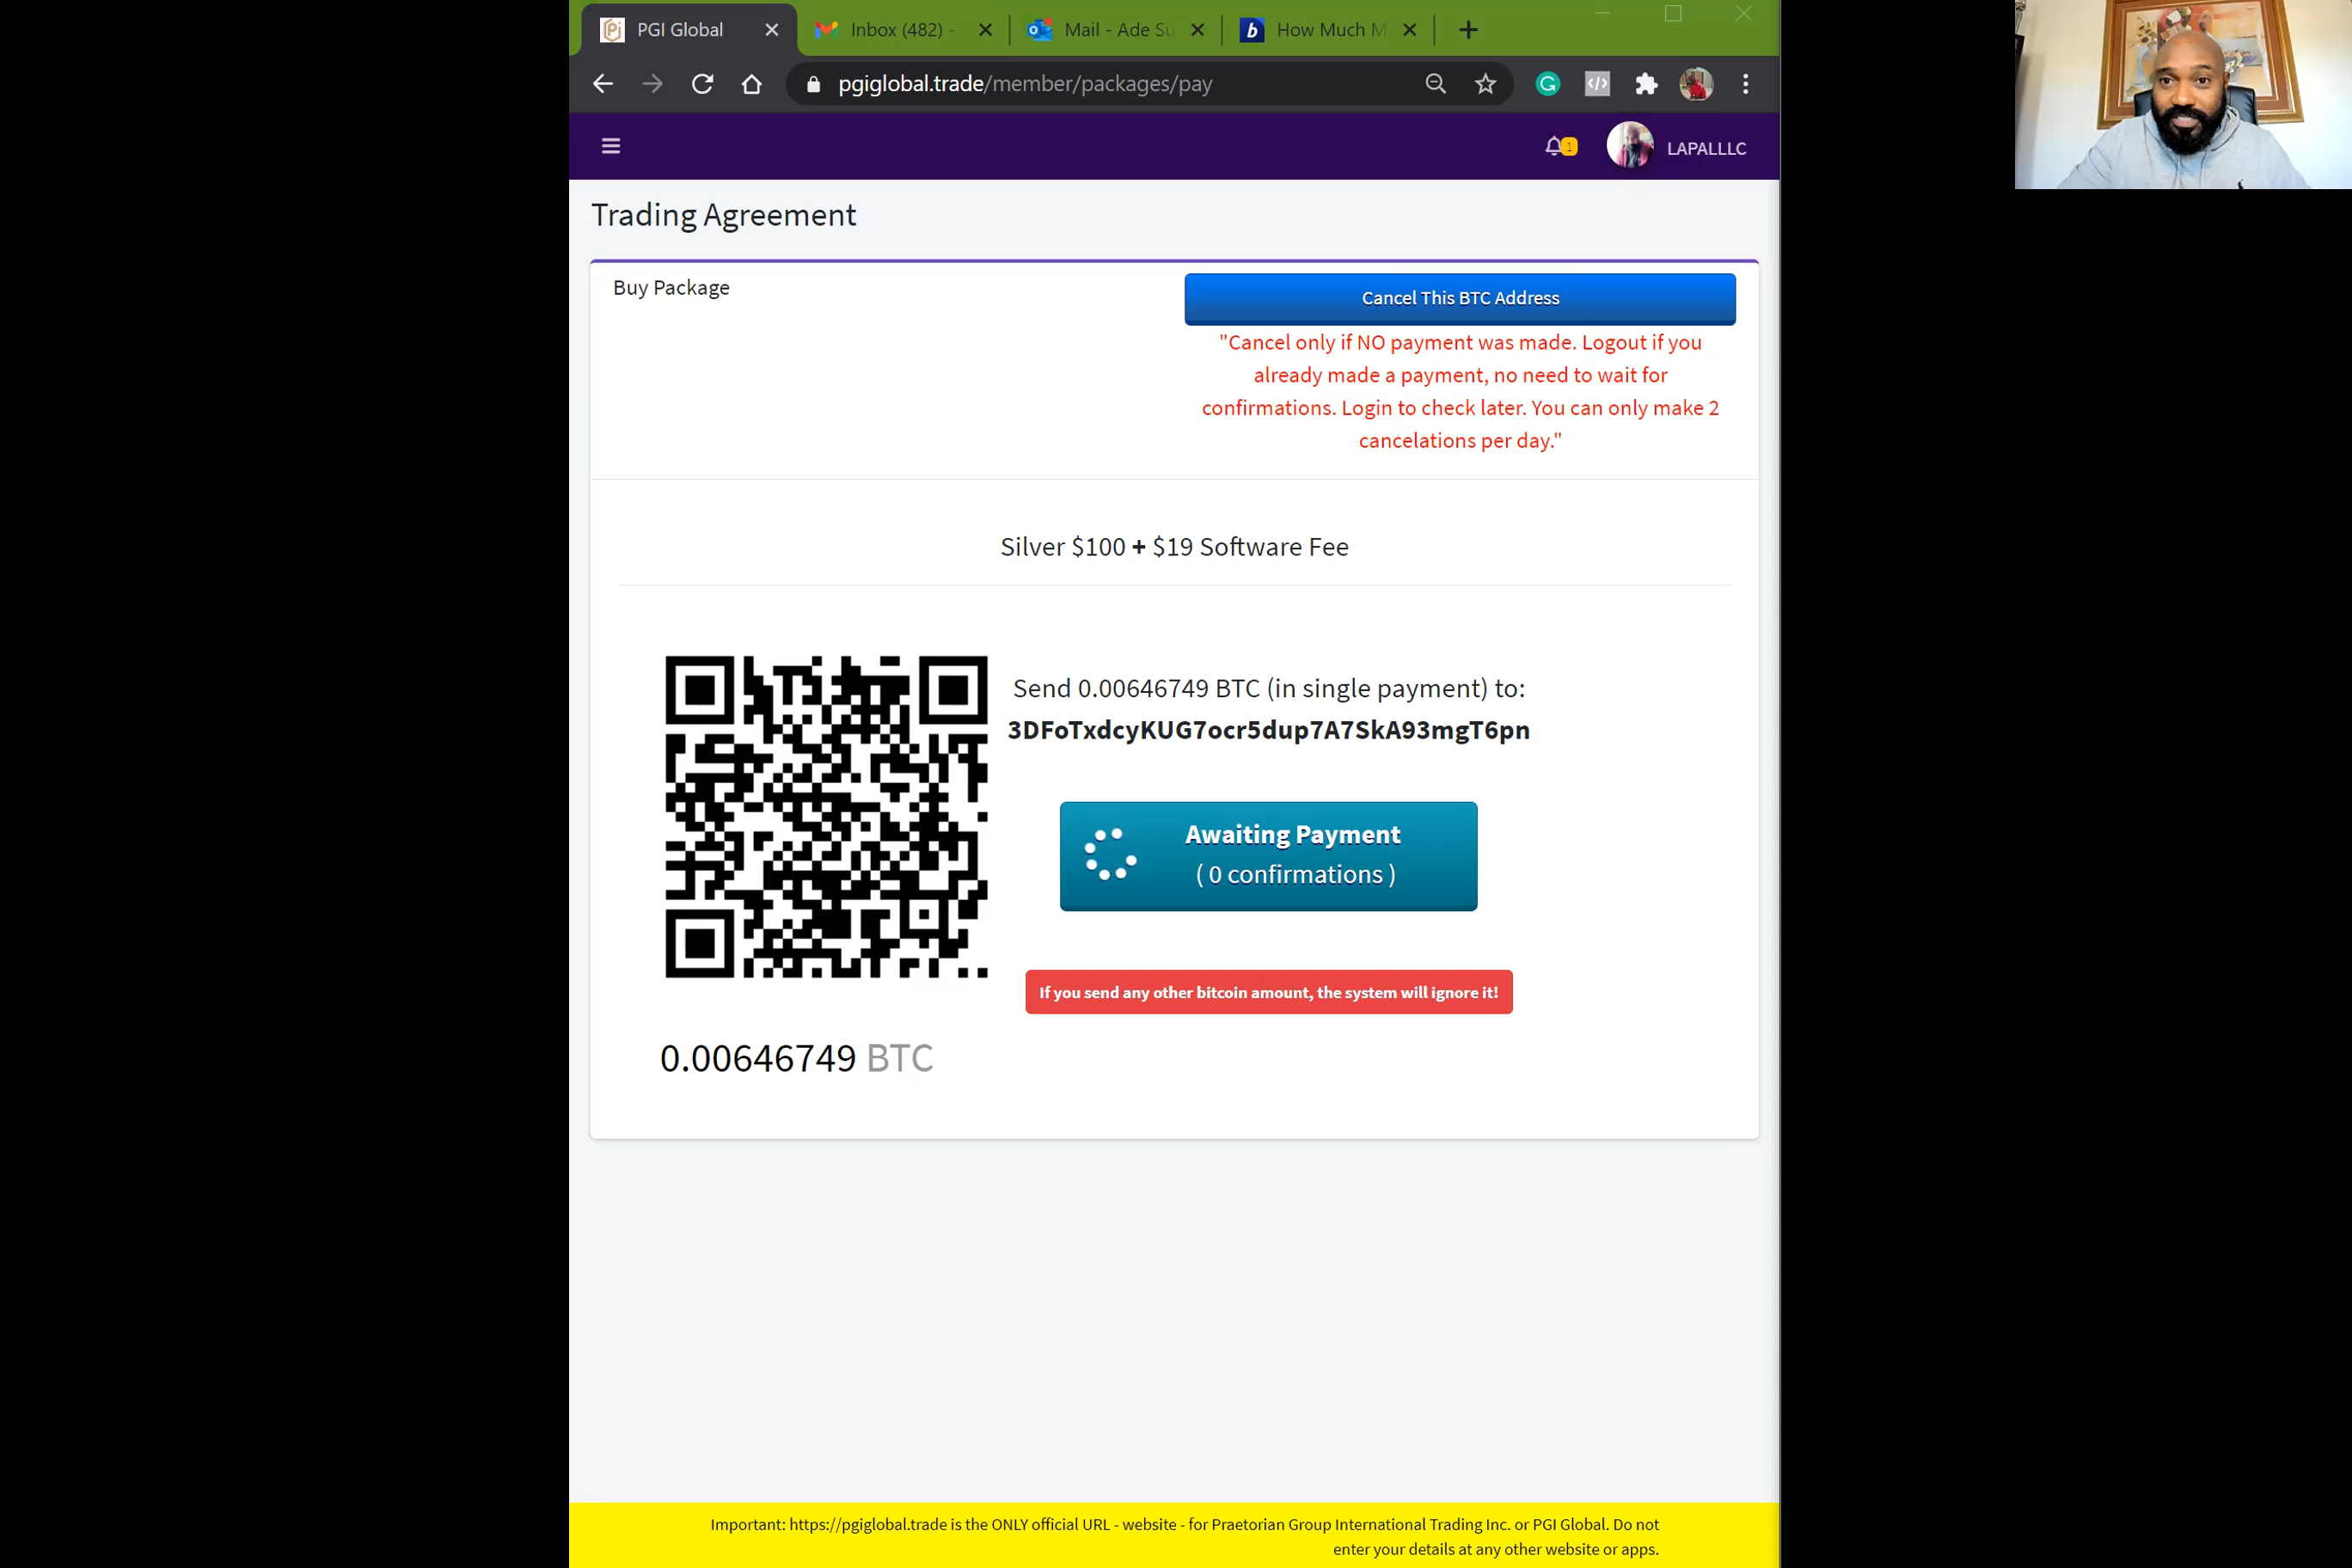 PGI Global
Inbox (482) -
Mail - Ade Su
How Much M
pgiglobal.trade/member/packages/pay
1
LAPALLLC
Trading Agreement
Buy Package
Cancel This BTC Address
"Cancel only if NO payment was made. Logout if you
already made a payment, no need to wait for
confirmations. Login to check later. You can only make 2
cancelations per day."
Silver $100 + $19 Software Fee
Send 0.00646749 BTC (in single payment) to:
3DFoTxdcyKUG7ocr5dup7A7SkA93mgT6pn
Awaiting Payment
( 0 confirmations )
If you send any other bitcoin amount, the system will ignore it!
0.00646749 BTC
Important: https://pgiglobal.trade is the ONLY official URL - website - for Praetorian Group International Trading Inc. or PGI Global. Do not
enter your details at any other website or apps.